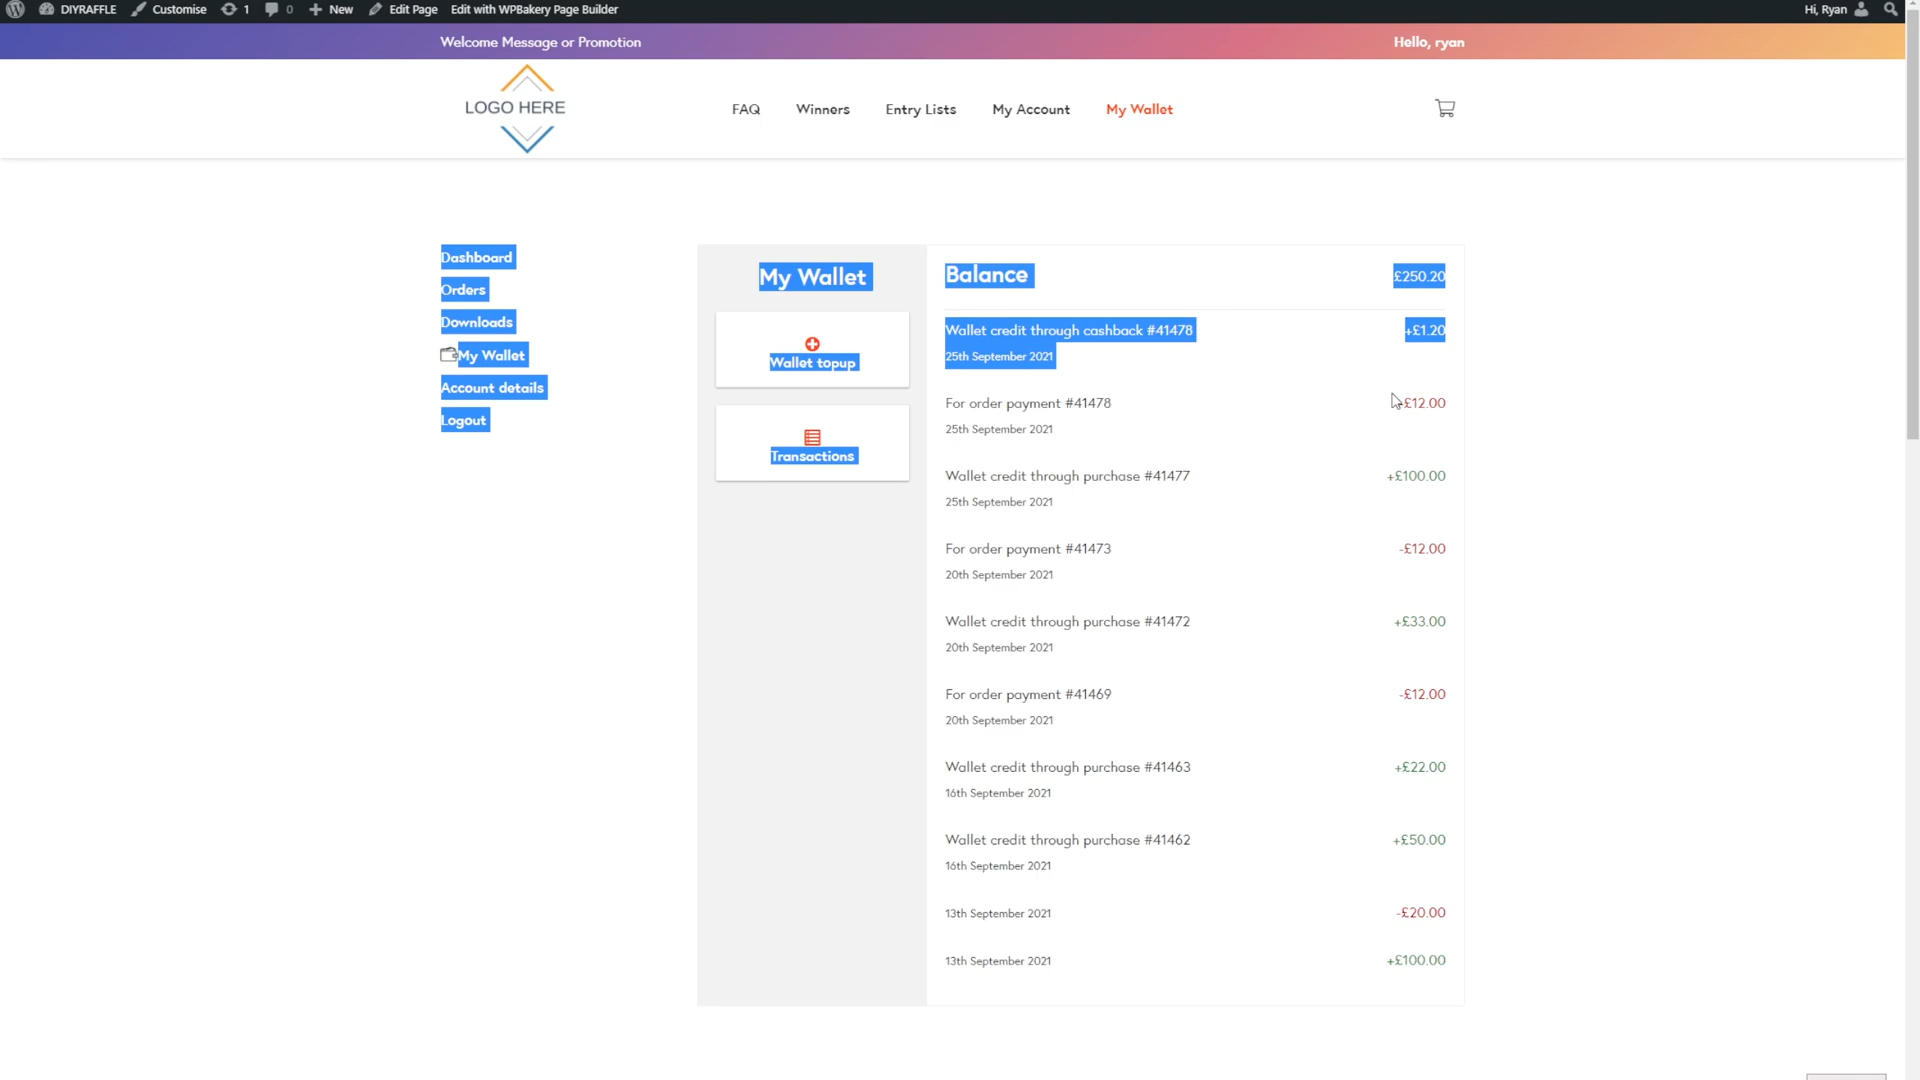 DIYRAFFLE Customise 1 0 New Edit Page Edit with WPBakery Page Builder Hi, Ryan
Welcome Message or Promotion Hello, ryan
LOGO HERE FAQ Winners Entry Lists My Account My Wallet
Dashboard
Orders
Downloads
My Wallet
Account details
Logout
My Wallet
Wallet topup
Transactions
Balance £250.20
Wallet credit through cashback #41478 +£1.20
25th September 2021
For order payment #41478 -£12.00
25th September 2021
Wallet credit through purchase #41477 +£100.00
25th September 2021
For order payment #41473 -£12.00
20th September 2021
Wallet credit through purchase #41472 +£33.00
20th September 2021
For order payment #41469 -£12.00
20th September 2021
Wallet credit through purchase #41463 +£22.00
16th September 2021
Wallet credit through purchase #41462 +£50.00
16th September 2021
13th September 2021 -£20.00
13th September 2021 +£100.00